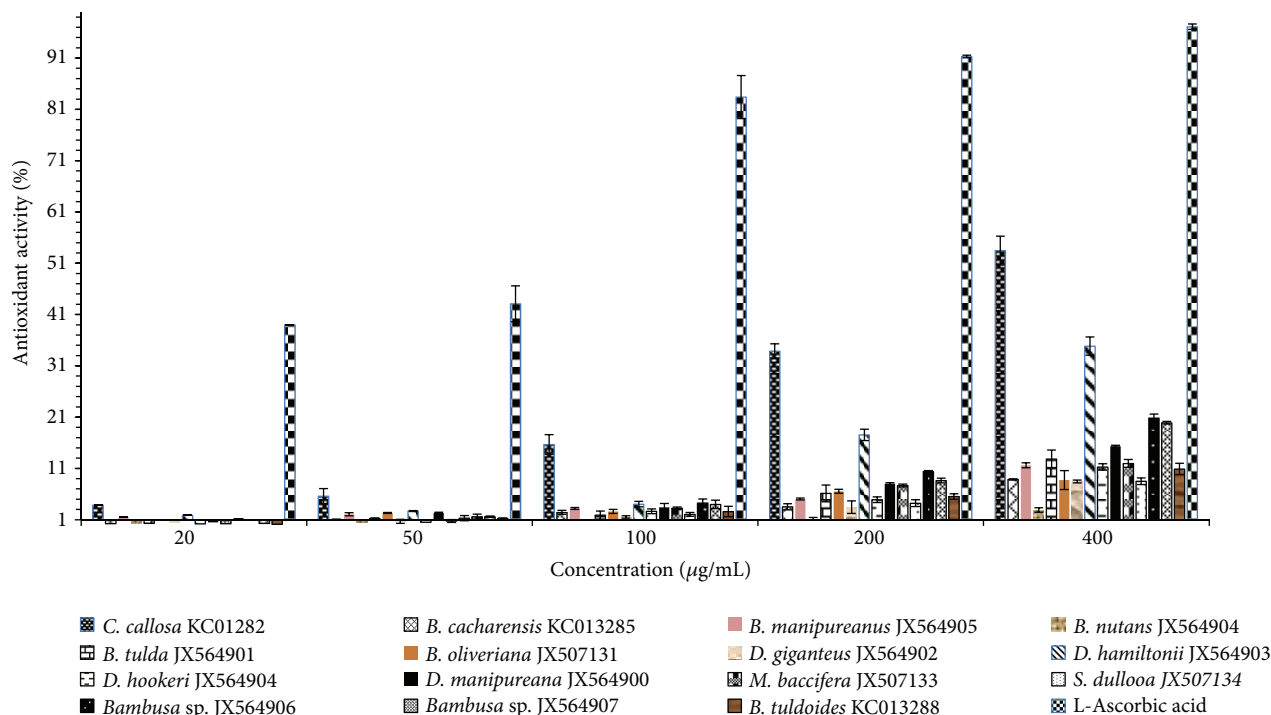 91
81
71
61
51
41
31
21
11
1
Antioxidant activity (%)
20 50 100 200 400
Concentration (µg/mL)
C. callosa KC01282 B. cacharensis KC013285 B. manipureanus JX564905 B. nutans JX564904
B. tulda JX564901 B. oliveriana JX507131 D. giganteus JX564902 D. hamiltonii JX564903
D. hookeri JX564904 D. manipureana JX564900 M. baccifera JX507133 S. dullooa JX507134
Bambusa sp. JX564906 Bambusa sp. JX564907 B. tuldoides KC013288 L-Ascorbic acid